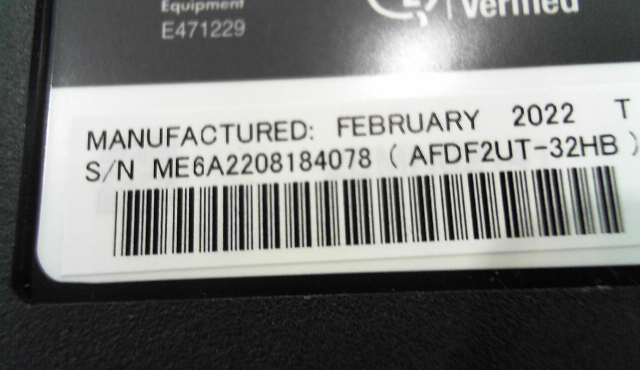 Equipment
E471229
Verified
MANUFACTURED: FEBRUARY 2022 T
S/N ME6A2208184078 ( AFDF2UT-32HB )